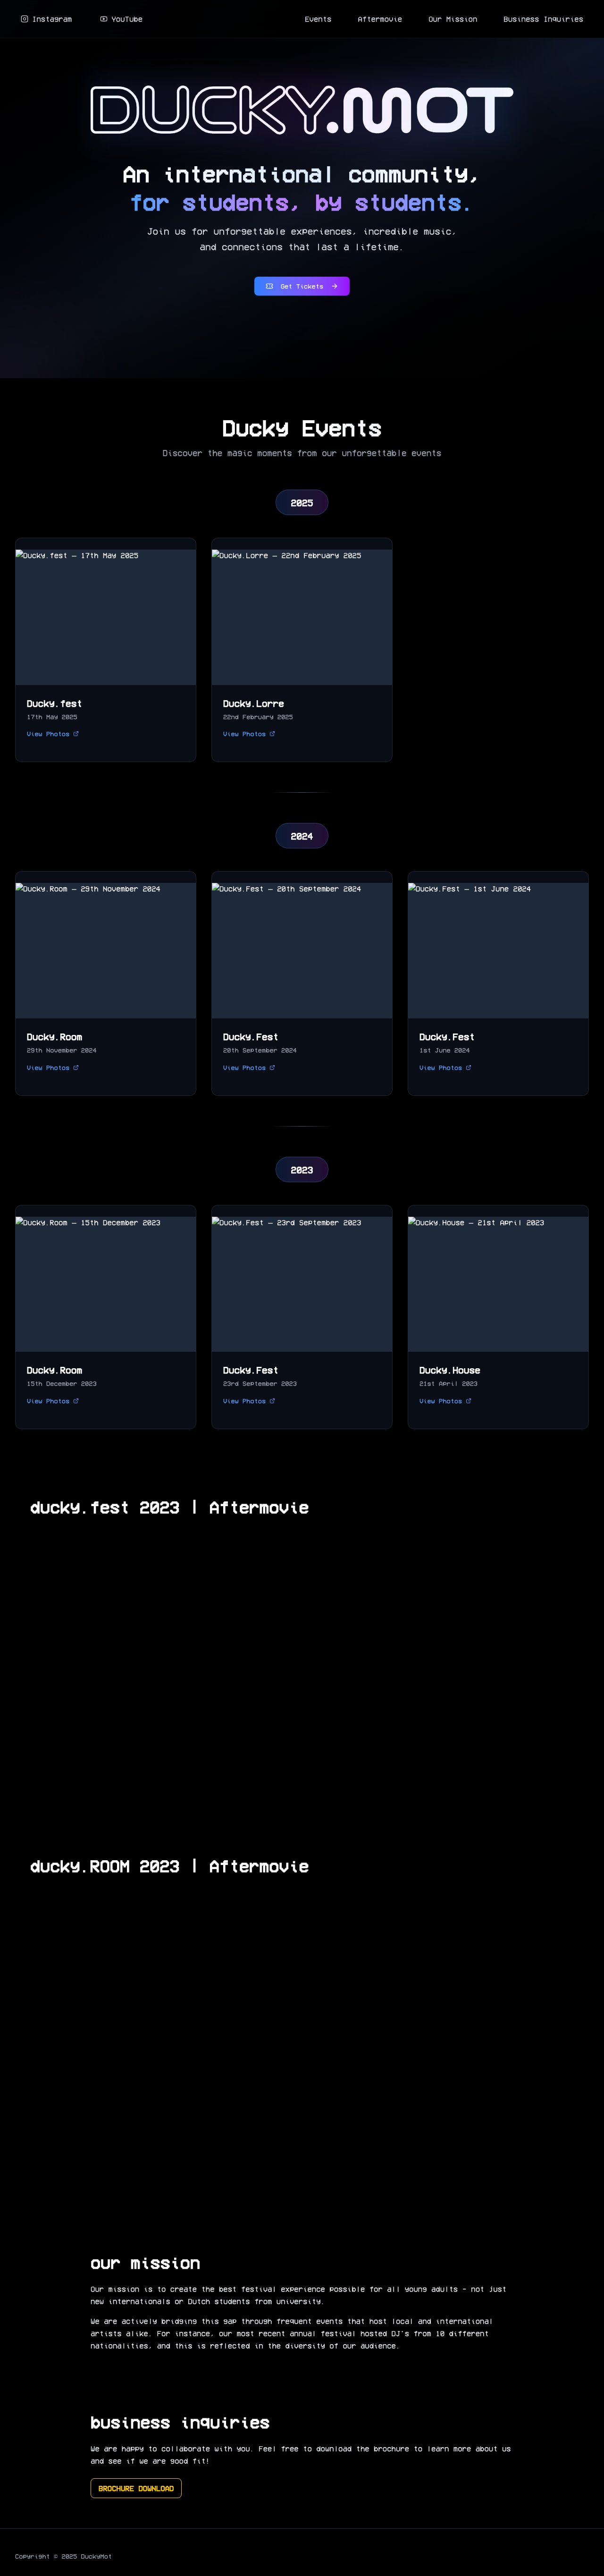 Instagram
YouTube
Events
Aftermovie
Our Mission
Business Inquiries
DUCKY.MOT
An international community,
for students, by students.
Join us for unforgettable experiences, incredible music,
and connections that last a lifetime.
Get Tickets
Ducky Events
Discover the magic moments from our unforgettable events
2025
Ducky.fest – 17th May 2025
Ducky.fest
17th May 2025
View Photos
Ducky.Lorre – 22nd February 2025
Ducky.Lorre
22nd February 2025
View Photos
2024
Ducky.Room – 29th November 2024
Ducky.Room
29th November 2024
View Photos
Ducky.Fest – 20th September 2024
Ducky.Fest
20th September 2024
View Photos
Ducky.Fest – 1st June 2024
Ducky.Fest
1st June 2024
View Photos
2023
Ducky.Room – 15th December 2023
Ducky.Room
15th December 2023
View Photos
Ducky.Fest – 23rd September 2023
Ducky.Fest
23rd September 2023
View Photos
Ducky.House – 21st April 2023
Ducky.House
21st April 2023
View Photos
ducky.fest 2023 | Aftermovie
ducky.ROOM 2023 | Aftermovie
our mission
Our mission is to create the best festival experience possible for all young adults - not just
new internationals or Dutch students from university.
We are actively bridging this gap through frequent events that host local and international
artists alike. For instance, our most recent annual festival hosted DJ's from 10 different
nationalities, and this is reflected in the diversity of our audience.
business inquiries
We are happy to collaborate with you. Feel free to download the brochure to learn more about us
and see if we are good fit!
BROCHURE DOWNLOAD
Copyright © 2025 DuckyMot